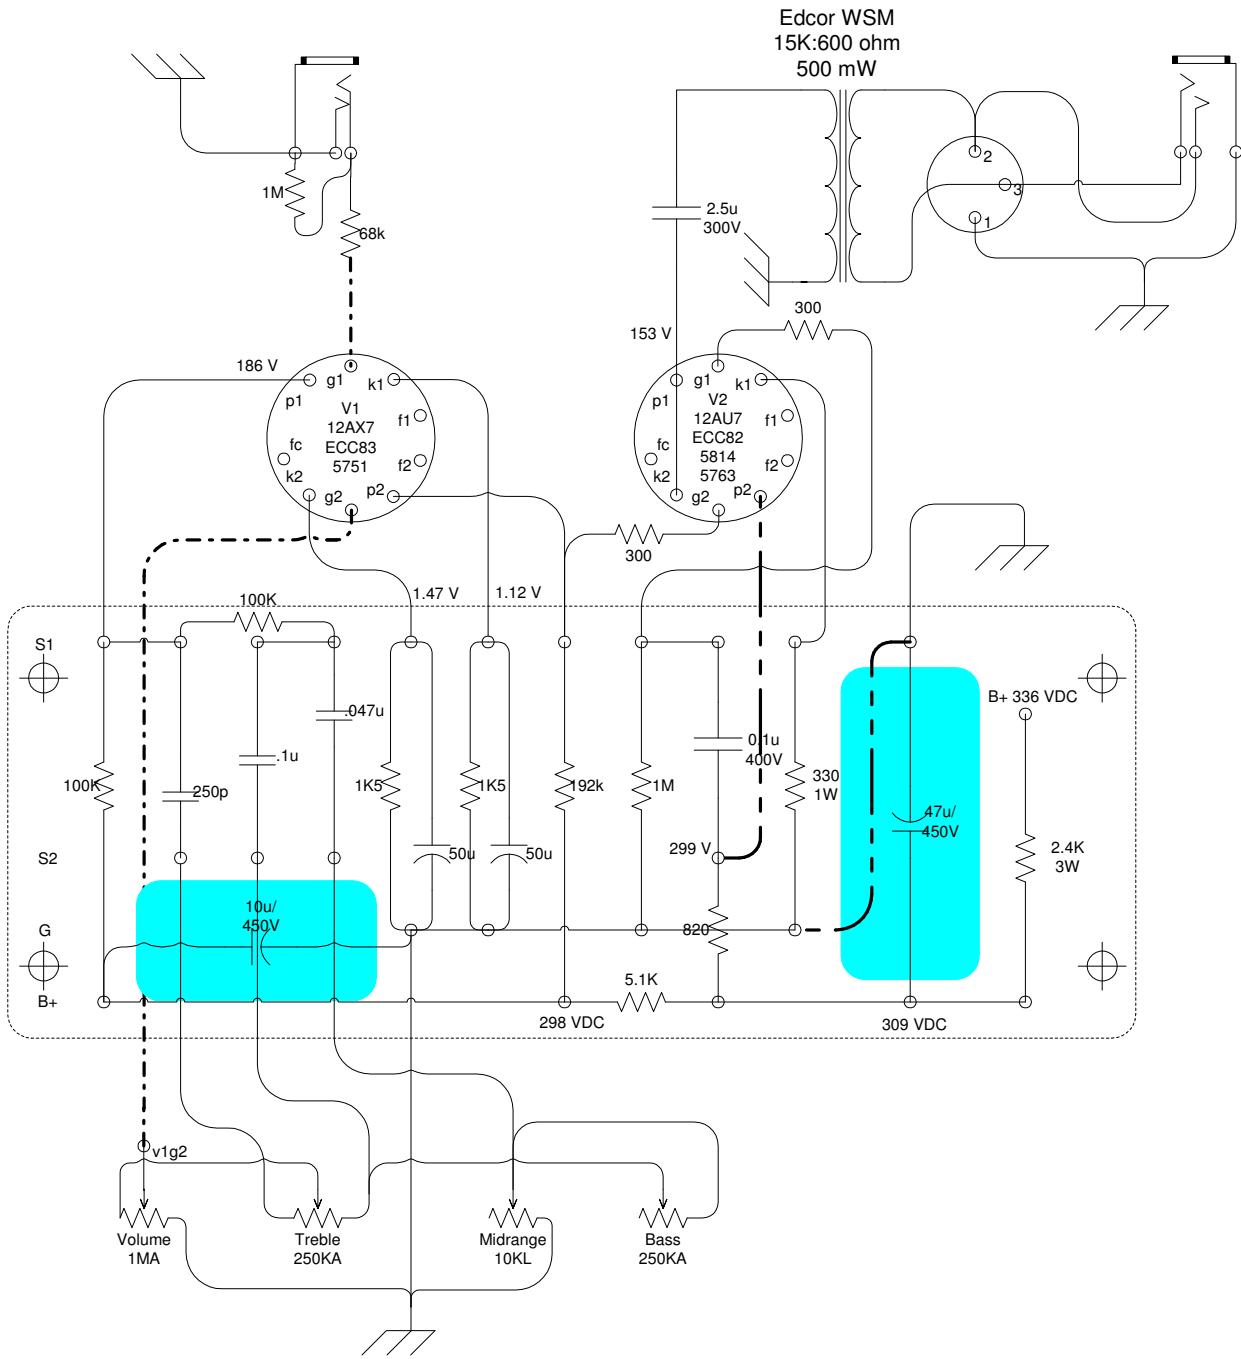 Edcor WSM
15K:600 ohm
500 mW
1M
68k
2.5u
300V
2
3
1
300
153 V
186 V
g1
k1
p1
V1
12AX7
ECC83
5751
f1
fc
f2
k2
g2
p2
g1
k1
p1
V2
12AU7
ECC82
5814
5763
f1
fc
f2
k2
g2
p2
300
1.47 V
1.12 V
100K
S1
B+ 336 VDC
.047u
.1u
0.1u
400V
100K
250p
1K5
1K5
192k
1M
330
1W
47u/
450V
50u
50u
299 V
2.4K
3W
S2
10u/
450V
G
820
5.1K
B+
298 VDC
309 VDC
v1g2
Volume
1MA
Treble
250KA
Midrange
10KL
Bass
250KA